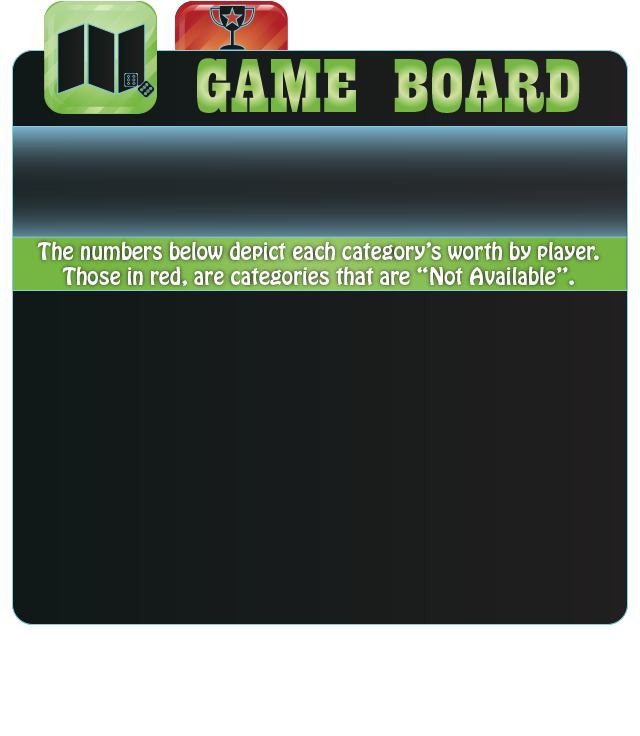 GAME BOARD
The numbers below depict each category's worth by player.
Those in red, are categories that are “Not Available”.